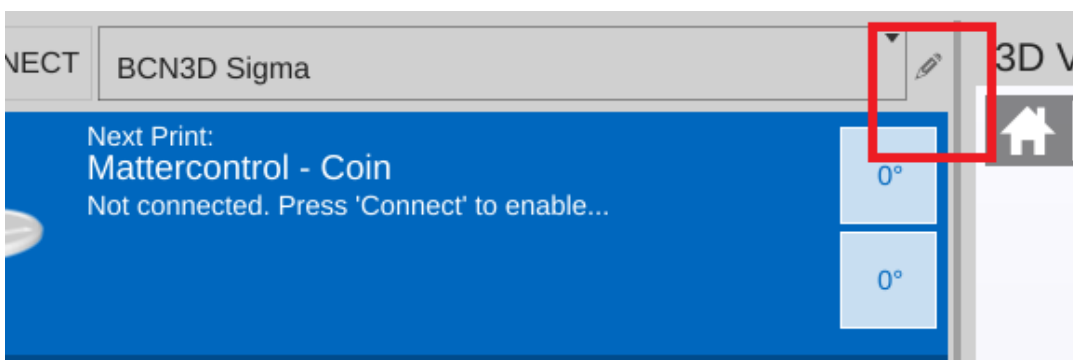 NECT
BCN3D Sigma
3D V
Next Print:
Mattercontrol - Coin
Not connected. Press 'Connect' to enable...
0°
0°